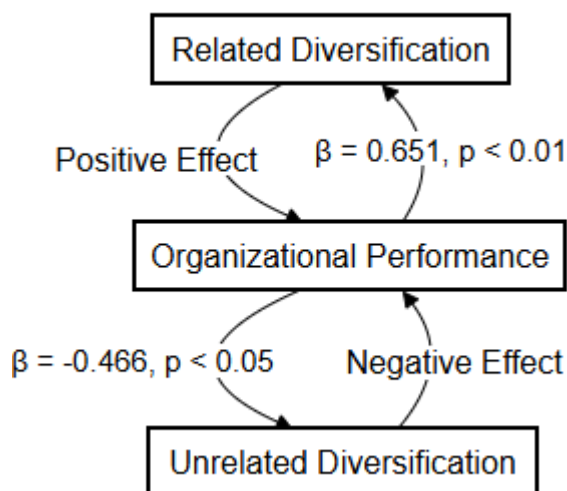 Related Diversification
Positive Effect
β = 0.651, p < 0.01
Organizational Performance
β = -0.466, p < 0.05
Negative Effect
Unrelated Diversification